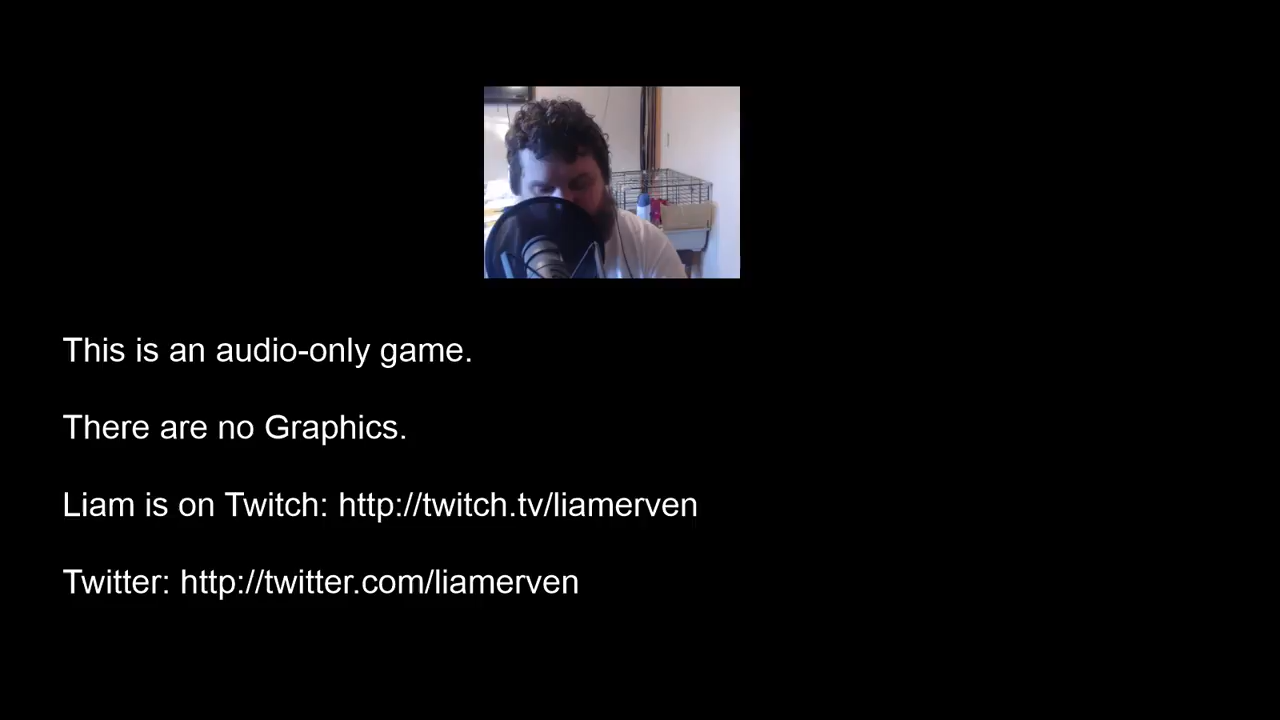 This is an audio-only game.
There are no Graphics.
Liam is on Twitch: http://twitch.tv/liamerven
Twitter: http://twitter.com/liamerven